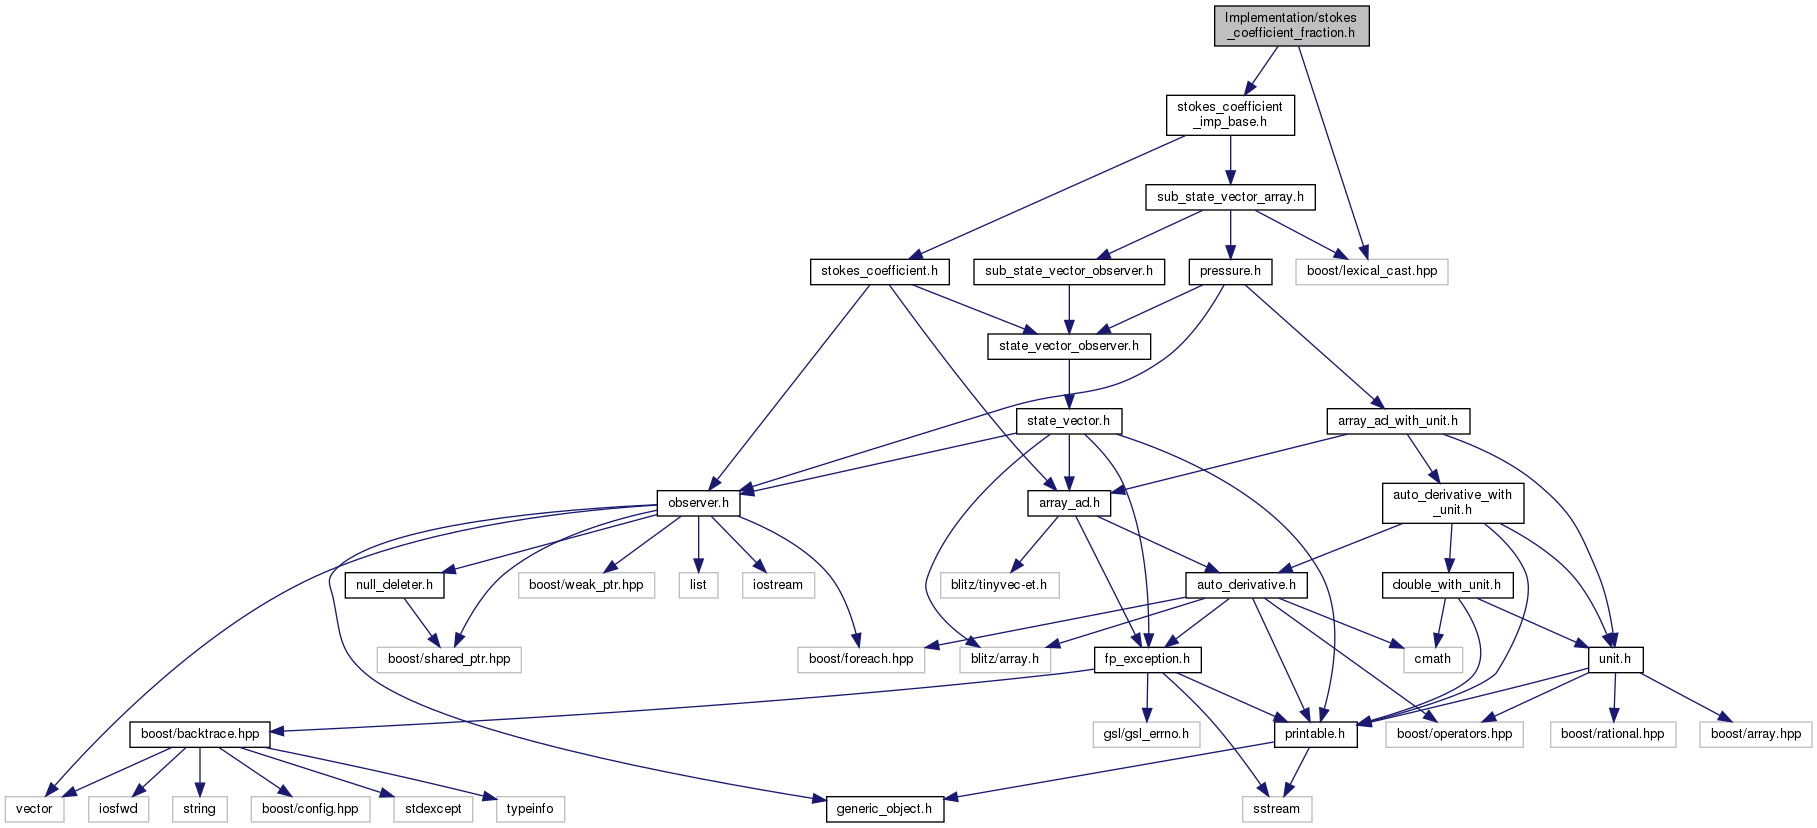 Implementation/stokes
_coefficient_fraction.h
stokes_coefficient
_imp_base.h
sub_state_vector_array.h
stokes_coefficient.h
sub_state_vector_observer.h
pressure.h
boost/lexical_cast.hpp
state_vector_observer.h
state_vector.h
array_ad_with_unit.h
observer.h
array_ad.h
auto_derivative_with
_unit.h
null_deleter.h
boost/weak_ptr.hpp
list
iostream
blitz/tinyvec-et.h
auto_derivative.h
double_with_unit.h
boost/shared_ptr.hpp
boost/foreach.hpp
blitz/array.h
fp_exception.h
cmath
unit.h
boost/backtrace.hpp
gsl/gsl_errno.h
printable.h
boost/operators.hpp
boost/rational.hpp
boost/array.hpp
vector
iosfwd
string
boost/config.hpp
stdexcept
typeinfo
generic_object.h
sstream